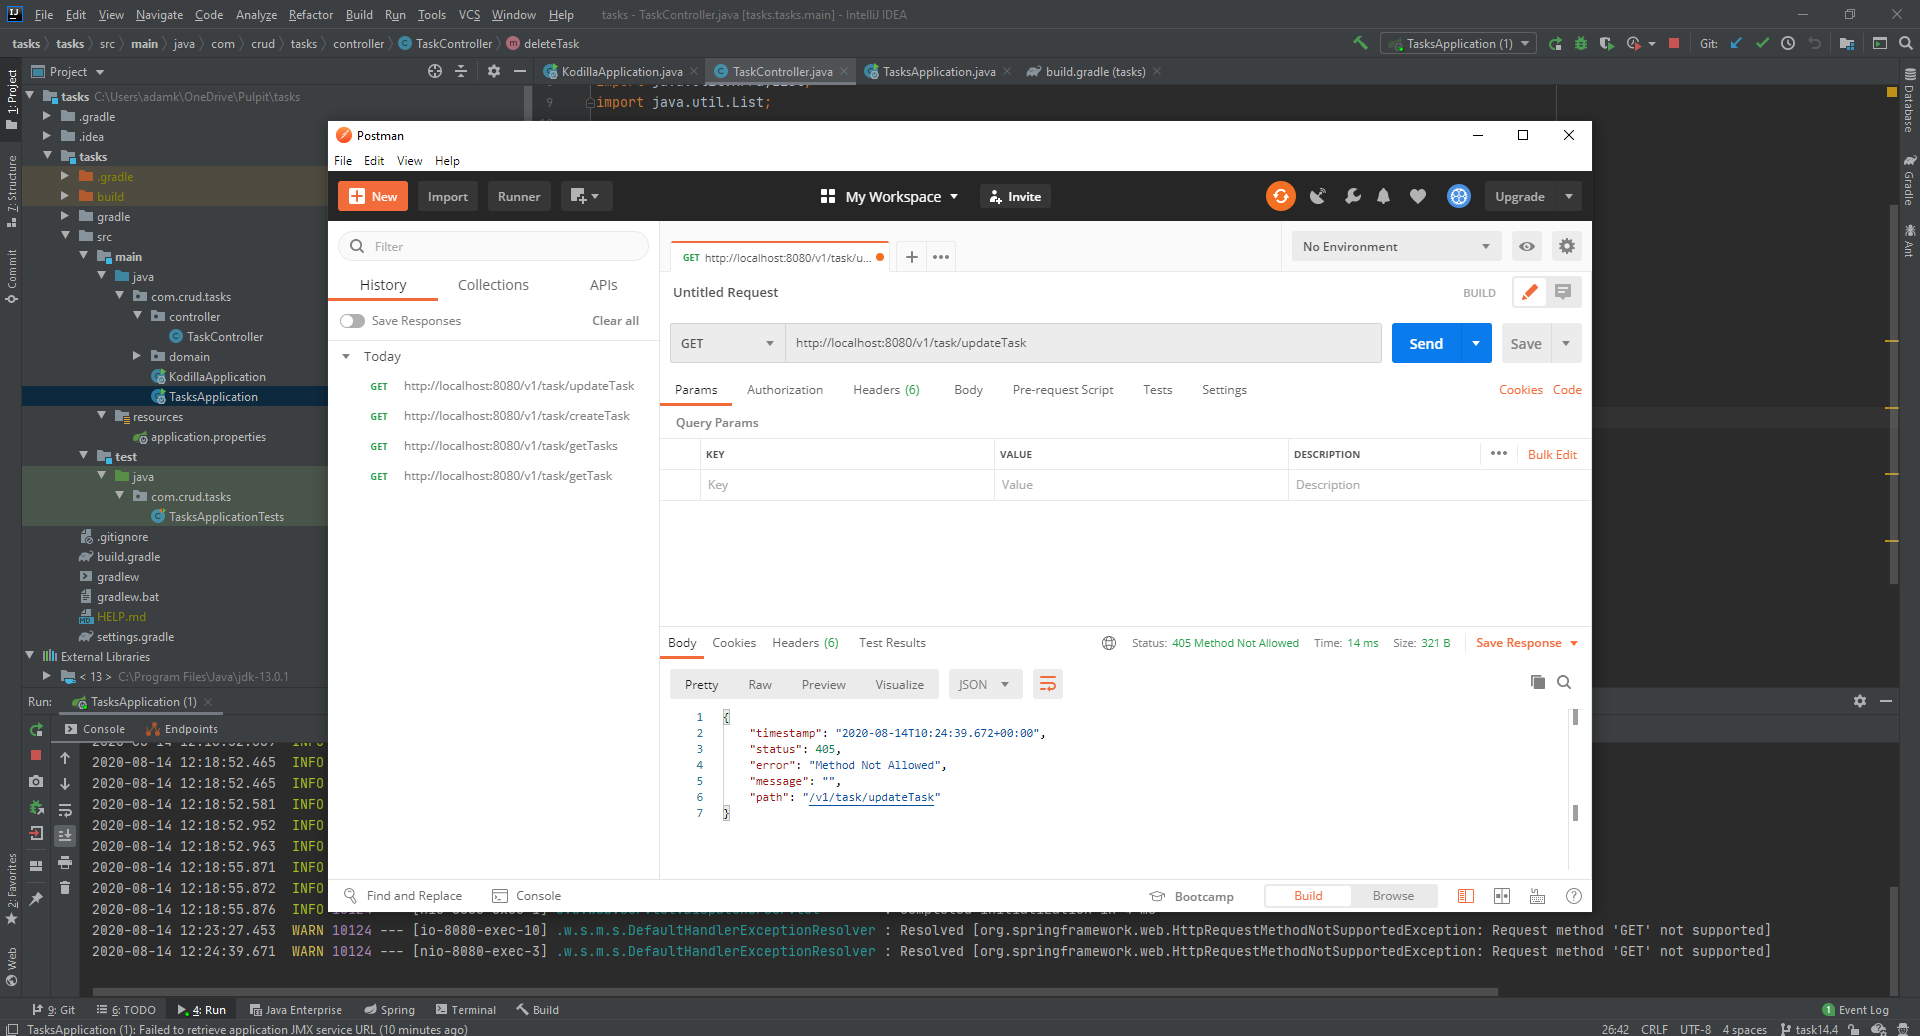 File Edit View Navigate Code Analyze Refactor Build Run Tools VCS Window Help tasks - TaskController.java [tasks.tasks.main] - IntelliJ IDEA
tasks tasks src main java com crud tasks controller TaskController deleteTask TasksApplication (1) Git:
Project KodillaApplication.java TaskController.java TasksApplication.java build.gradle (tasks)
1: Project
7: Structure
Commit
2: Favorites
Web
Database
Gradle
Ant
tasks C:\Users\adamk\OneDrive\Pulpit\tasks
.gradle
.idea
tasks
.gradle
build
gradle
src
main
java
com.crud.tasks
controller
TaskController
domain
KodillaApplication
TasksApplication
resources
application.properties
test
java
com.crud.tasks
TasksApplicationTests
.gitignore
build.gradle
gradlew
gradlew.bat
HELP.md
settings.gradle
External Libraries
< 13 > C:\Program Files\Java\jdk-13.0.1
9 import java.util.List;
Postman
File Edit View Help
New Import Runner My Workspace Invite Upgrade
Filter
History Collections APIs
Save Responses Clear all
Today
GET http://localhost:8080/v1/task/updateTask
GET http://localhost:8080/v1/task/createTask
GET http://localhost:8080/v1/task/getTasks
GET http://localhost:8080/v1/task/getTask
GET http://localhost:8080/v1/task/u... No Environment
Untitled Request BUILD
GET http://localhost:8080/v1/task/updateTask Send Save
Params Authorization Headers (6) Body Pre-request Script Tests Settings Cookies Code
Query Params
KEY VALUE DESCRIPTION Bulk Edit
Key Value Description
Body Cookies Headers (6) Test Results Status: 405 Method Not Allowed Time: 14 ms Size: 321 B Save Response
Pretty Raw Preview Visualize JSON
1 {
2 "timestamp": "2020-08-14T10:24:39.672+00:00",
3 "status": 405,
4 "error": "Method Not Allowed",
5 "message": "",
6 "path": "/v1/task/updateTask"
7 }
Find and Replace Console Bootcamp Build Browse
Run: TasksApplication (1)
Console Endpoints
2020-08-14 12:18:52.465 INFO
2020-08-14 12:18:52.465 INFO
2020-08-14 12:18:52.581 INFO
2020-08-14 12:18:52.952 INFO
2020-08-14 12:18:52.963 INFO
2020-08-14 12:18:55.871 INFO
2020-08-14 12:18:55.872 INFO
2020-08-14 12:18:55.876 INFO
2020-08-14 12:23:27.453 WARN 10124 --- [io-8080-exec-10] .w.s.m.s.DefaultHandlerExceptionResolver : Resolved [org.springframework.web.HttpRequestMethodNotSupportedException: Request method 'GET' not supported]
2020-08-14 12:24:39.671 WARN 10124 --- [nio-8080-exec-3] .w.s.m.s.DefaultHandlerExceptionResolver : Resolved [org.springframework.web.HttpRequestMethodNotSupportedException: Request method 'GET' not supported]
9: Git 6: TODO 4: Run Java Enterprise Spring Terminal Build 1 Event Log
TasksApplication (1): Failed to retrieve application JMX service URL (10 minutes ago) 26:42 CRLF UTF-8 4 spaces task14.4